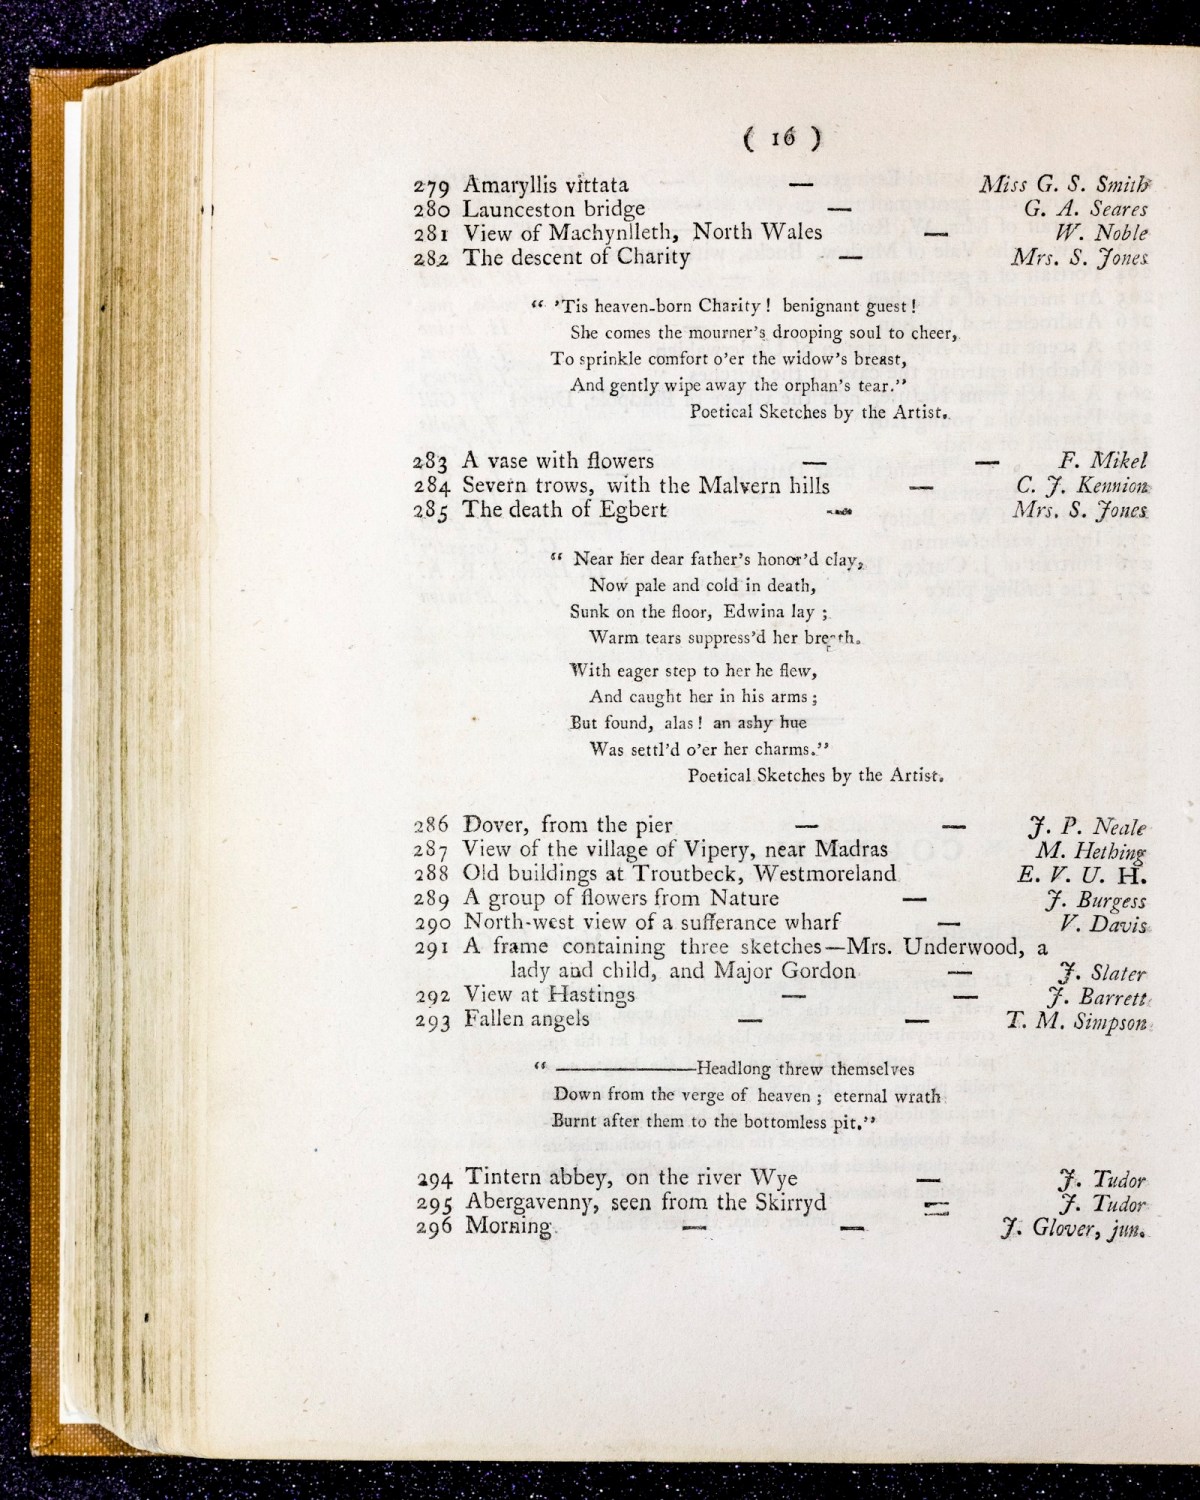 ( 16 )
279 Amaryllis vittata — Miss G. S. Smith
280 Launceston bridge — G. A. Seares
281 View of Machynlleth, North Wales — W. Noble
282 The descent of Charity — Mrs. S. Jones
“ ’Tis heaven-born Charity ! benignant guest !
She comes the mourner’s drooping soul to cheer,
To sprinkle comfort o’er the widow’s breast,
And gently wipe away the orphan’s tear.”
Poetical Sketches by the Artist.
283 A vase with flowers — — F. Mikel
284 Severn trows, with the Malvern hills — C. J. Kennion
285 The death of Egbert — Mrs. S. Jones
“ Near her dear father’s honor’d clay,
Now pale and cold in death,
Sunk on the floor, Edwina lay ;
Warm tears suppress’d her breath.
With eager step to her he flew,
And caught her in his arms ;
But found, alas ! an ashy hue
Was settl’d o’er her charms.”
Poetical Sketches by the Artist.
286 Dover, from the pier — — J. P. Neale
287 View of the village of Vipery, near Madras M. Hething
288 Old buildings at Troutbeck, Westmoreland E. V. U. H.
289 A group of flowers from Nature — J. Burgess
290 North-west view of a sufferance wharf — V. Davis
291 A frame containing three sketches—Mrs. Underwood, a
lady and child, and Major Gordon — J. Slater
292 View at Hastings — — J. Barrett
293 Fallen angels — — T. M. Simpson
“ ————Headlong threw themselves
Down from the verge of heaven ; eternal wrath
Burnt after them to the bottomless pit.”
294 Tintern abbey, on the river Wye — J. Tudor
295 Abergavenny, seen from the Skirryd — J. Tudor
296 Morning — — J. Glover, jun.